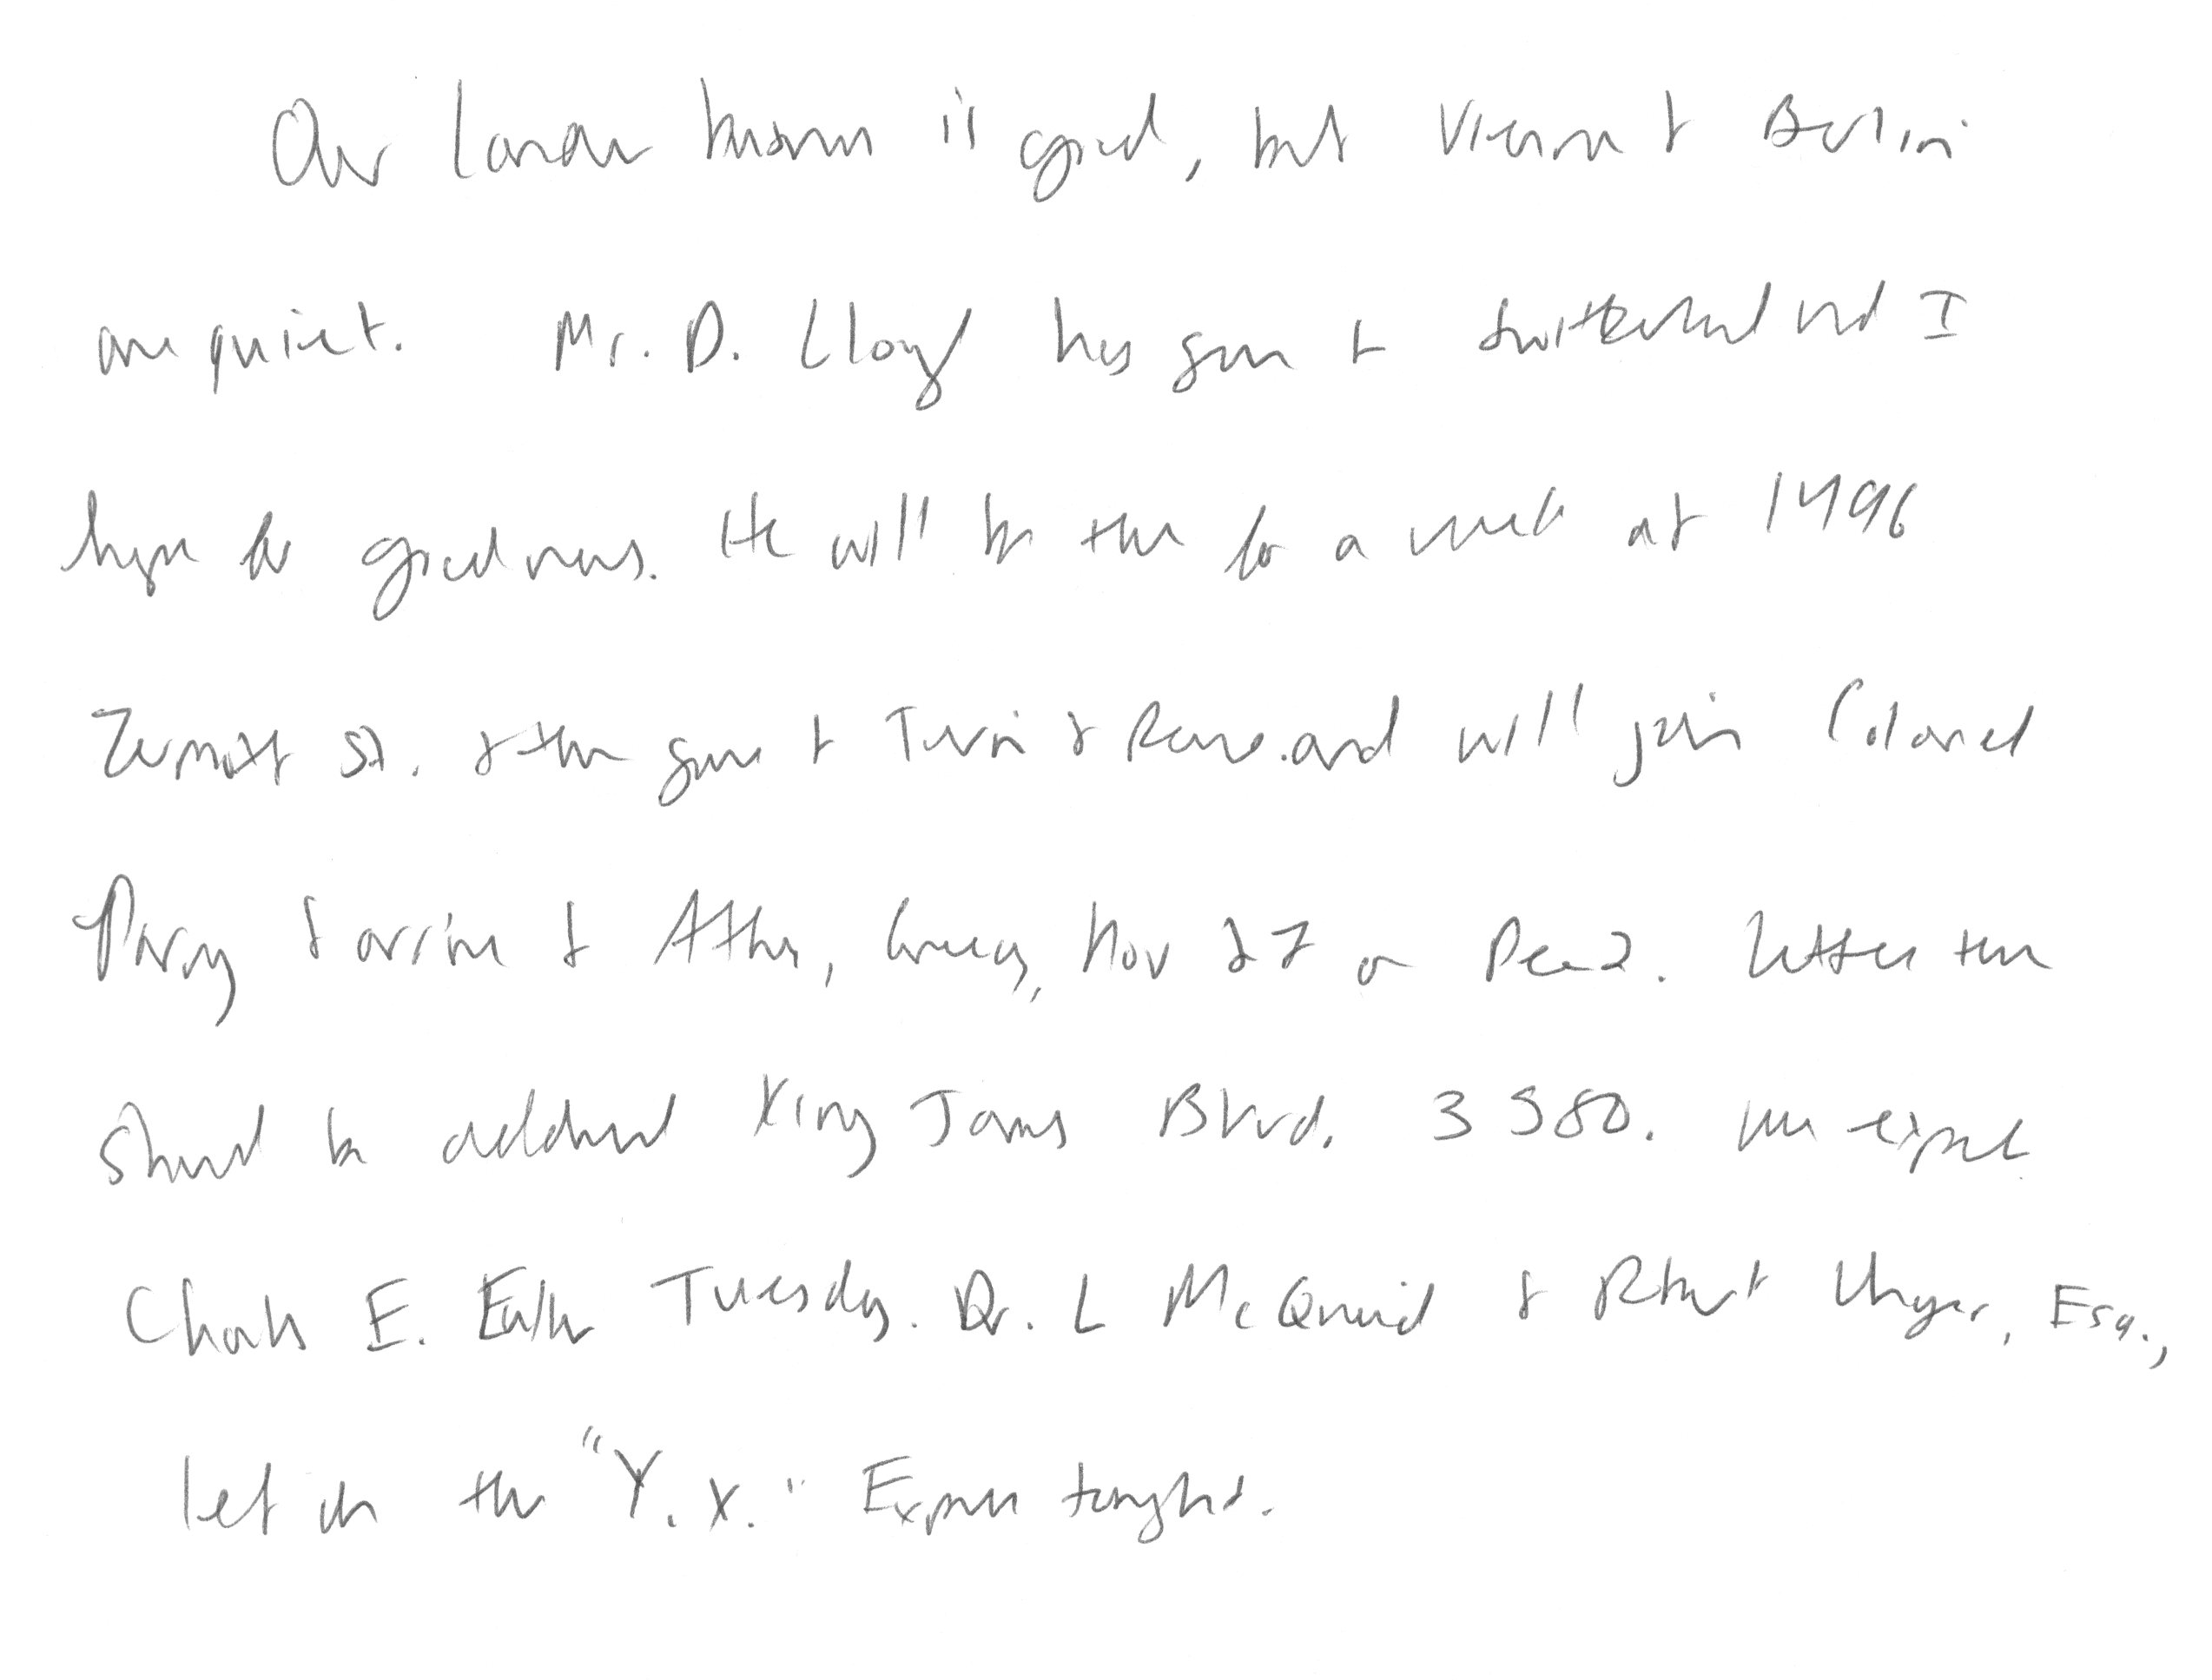 Our London business is good, but Vienna & Berlin
are quiet. Mr. D. Lloyd has gone to Switzerland and I
hope for good news. He will be there for a week at 1496
Zermott St. & then goes to Turin & Rome and will join Colonel
Parry & arrive to Athens, Greece, Nov 27 or Dec 2. Letters there
should be addressed King James Blvd. 3580. We expect
Charles E. Fuller Tuesday. Dr. L McQuaid & Robert Unger, Esq.,
left on the "Y.X." Express tonight.